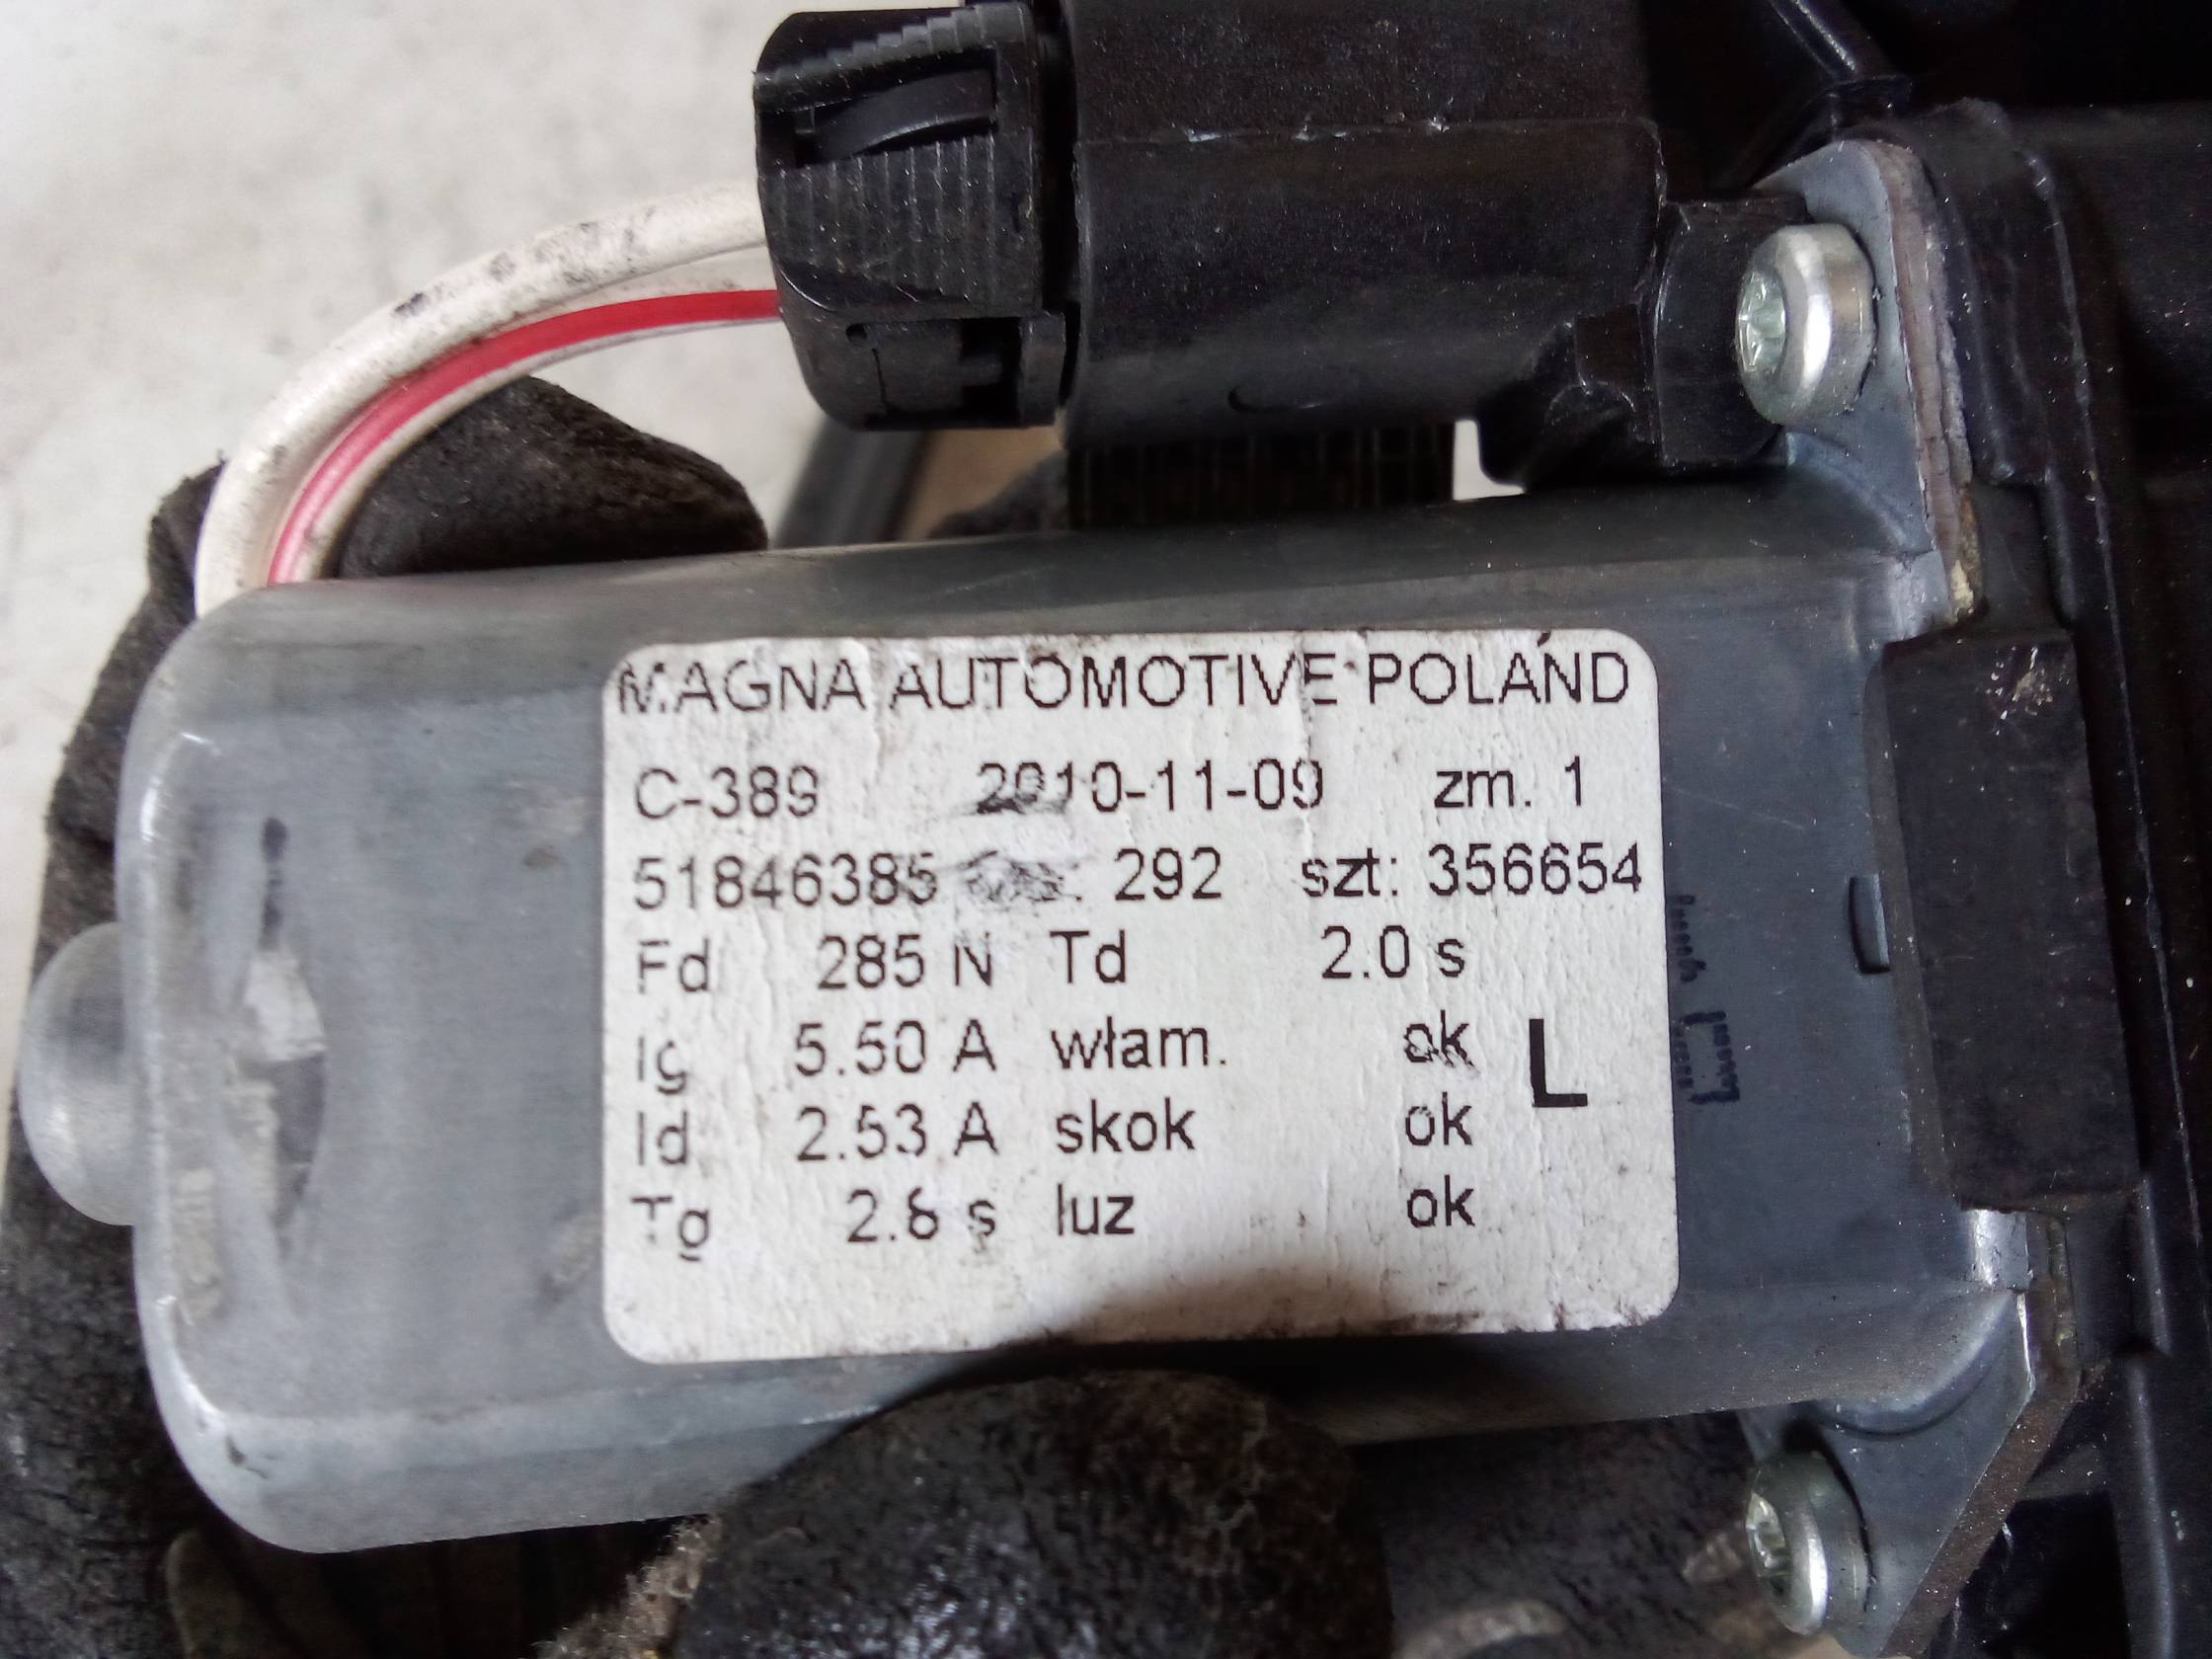 MAGNA AUTOMOTIVE POLAND
C-389 2010-11-09 zm. 1
51846385 292 szt: 356654
Fd 285 N Td 2.0 s
Ig 5.50 A włam. ok
Id 2.53 A skok ok L
Tg 2.8 s luz ok